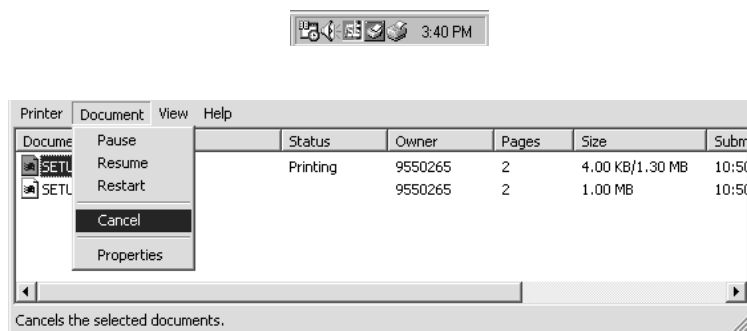 3:40 PM
Printer Document View Help
Docume Status Owner Pages Size Subm
Pause
SETU Printing 9550265 2 4.00 KB/1.30 MB 10:50
Resume
SETU 9550265 2 1.00 MB 10:50
Restart
Cancel
Properties
Cancels the selected documents.